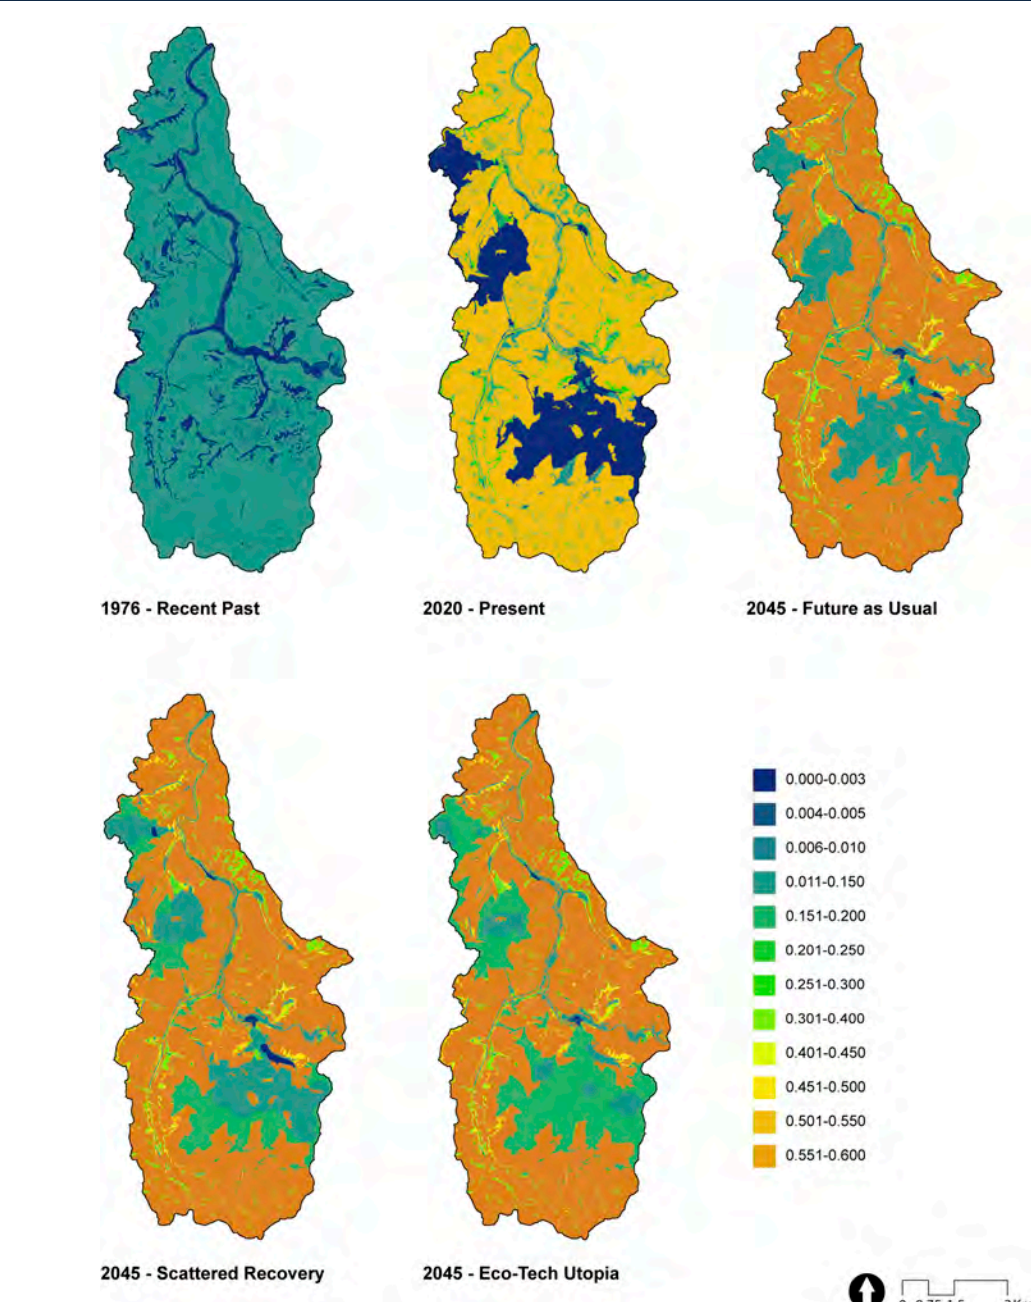 1976 - Recent Past
2020 - Present
2045 - Future as Usual
0.000-0.003
0.004-0.005
0.006-0.010
0.011-0.150
0.151-0.200
0.201-0.250
0.251-0.300
0.301-0.400
0.401-0.450
0.451-0.500
0.501-0.550
0.551-0.600
2045 - Scattered Recovery
2045 - Eco-Tech Utopia